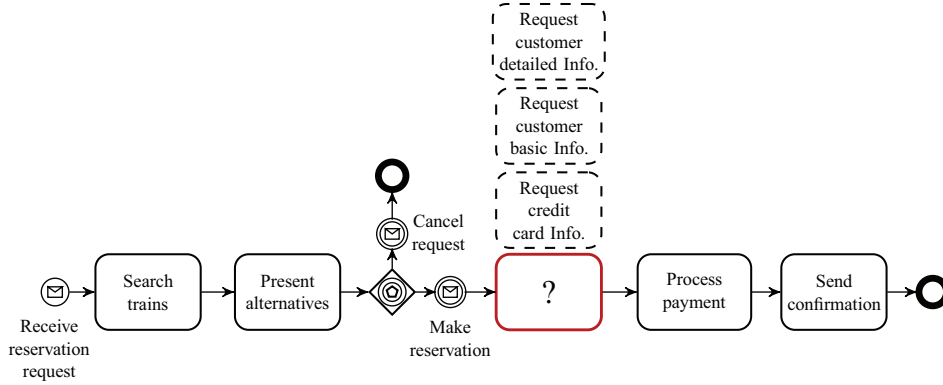 Request
customer
detailed Info.
Request
customer
basic Info.
Request
credit
card Info.
Cancel
request
Search
trains
Present
alternatives
?
Process
payment
Send
confirmation
Receive
reservation
request
Make
reservation